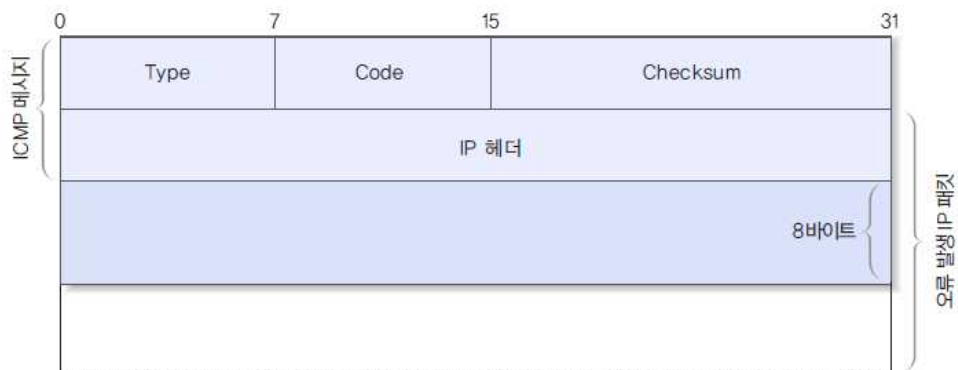 0 7 15 31
Type Code Checksum
ICMP 메시지
IP 헤더
8바이트
오류 발생 IP 패킷